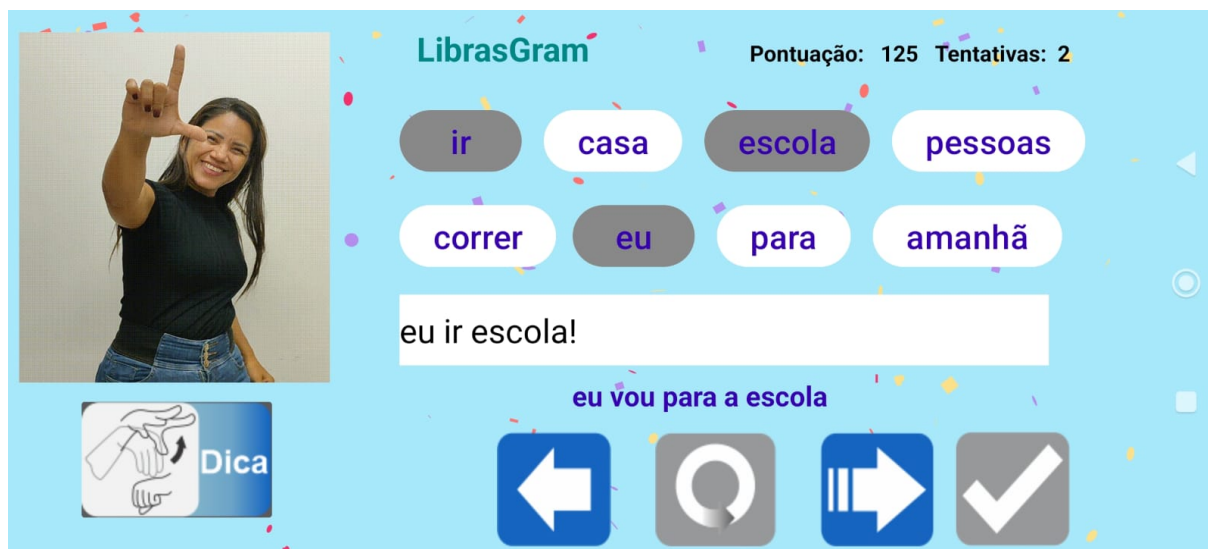 LibrasGram
Pontuação: 125 Tentativas: 2
ir casa escola pessoas
correr eu para amanhã
eu ir escola!
eu vou para a escola
Dica